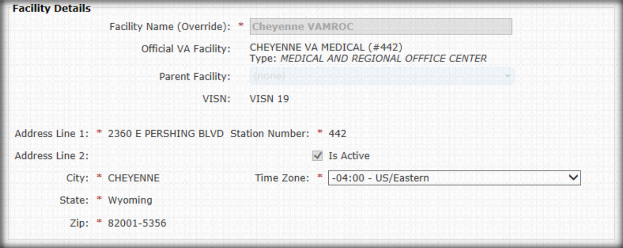 Facility Details
Facility Name (Override): * Cheyenne VAMROC
Official VA Facility: CHEYENNE VA MEDICAL (#442)
Type: MEDICAL AND REGIONAL OFFFICE CENTER
Parent Facility: (none)
VISN: VISN 19
Address Line 1: * 2360 E PERSHING BLVD Station Number: * 442
Address Line 2: Is Active
City: * CHEYENNE Time Zone: * -04:00 - US/Eastern
State: * Wyoming
Zip: * 82001-5356